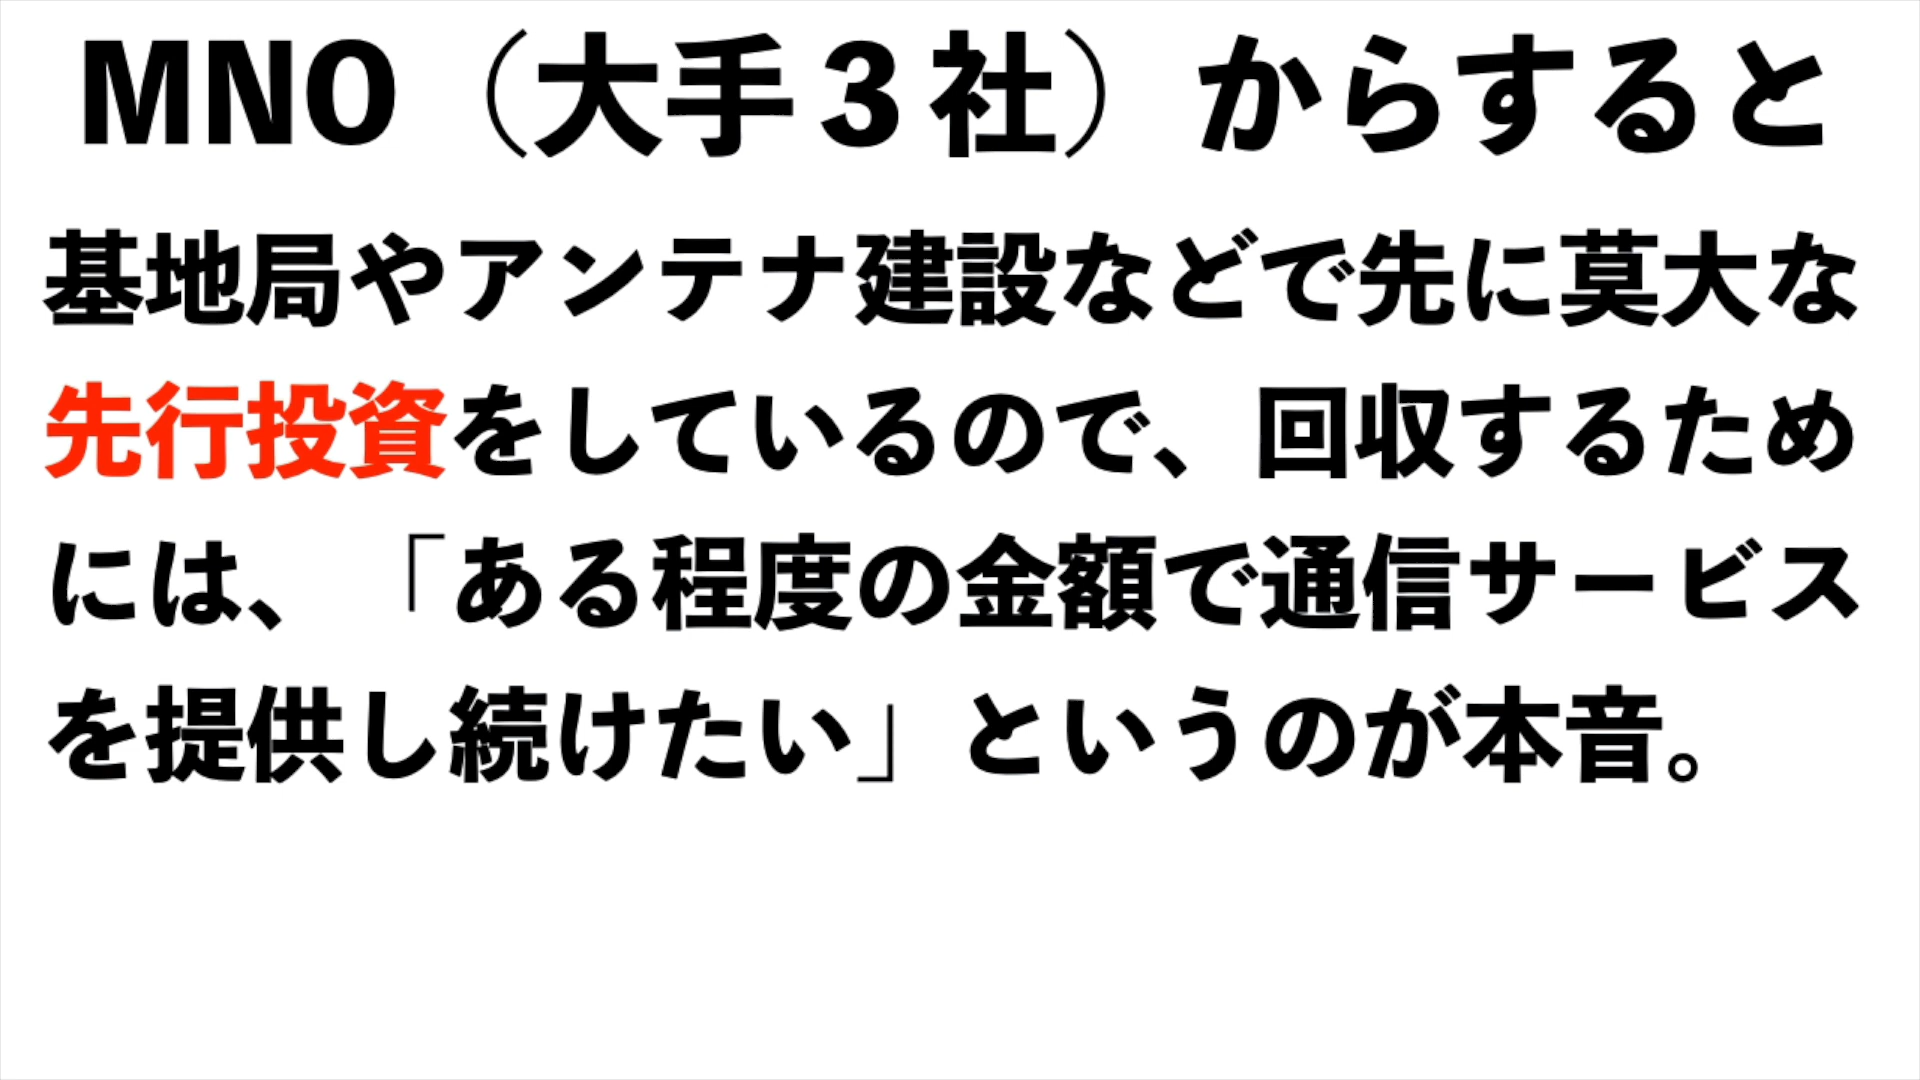 MNO（大手３社）からすると
基地局やアンテナ建設などで先に莫大な
先行投資をしているので、回収するため
には、「ある程度の金額で通信サービス
を提供し続けたい」というのが本音。